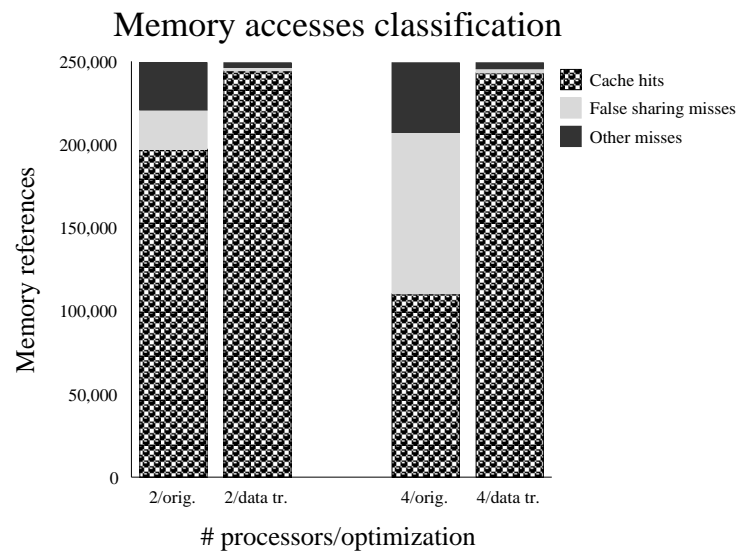 Memory accesses classification
Memory references
250,000
200,000
150,000
100,000
50,000
0
Cache hits
False sharing misses
Other misses
2/orig.
2/data tr.
4/orig.
4/data tr.
# processors/optimization